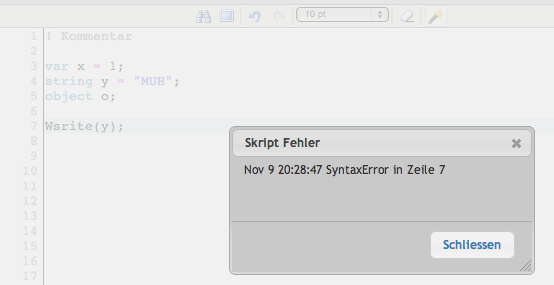 10 pt
1 ! Kommentar
2
3 var x = 1;
4 string y = "MUH";
5 object o;
6
7 Wsrite(y);
8
9
10
11
12
13
14
15
16
17
Skript Fehler
Nov 9 20:28:47 SyntaxError in Zeile 7
Schliessen